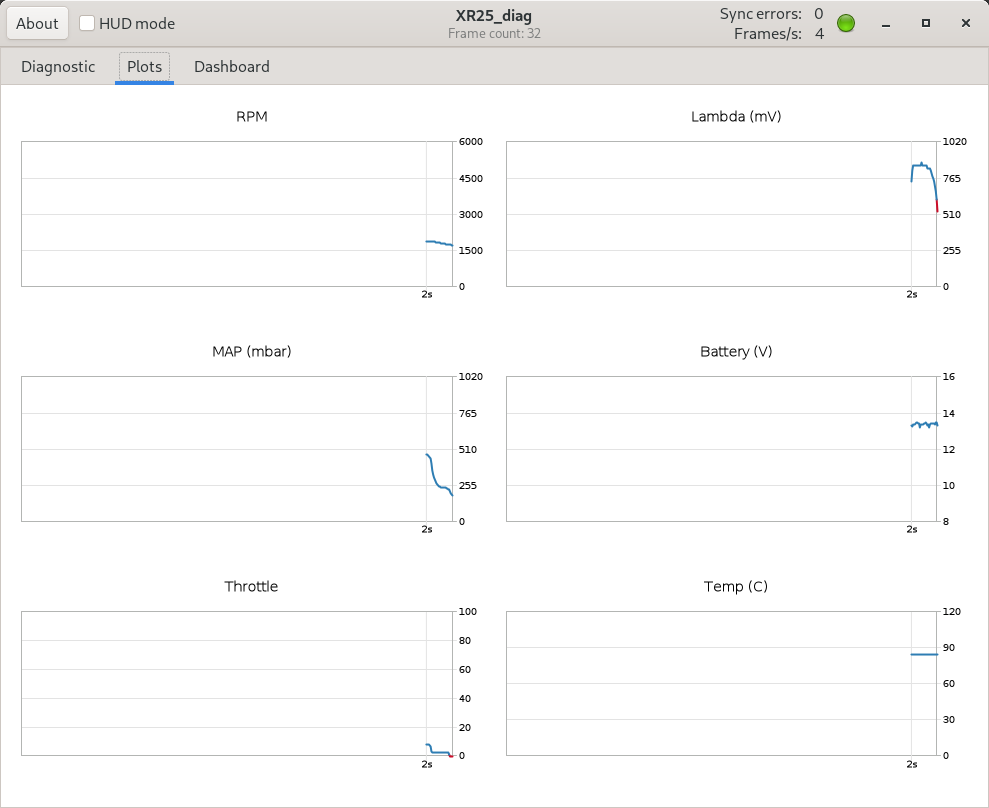 About
HUD mode
XR25_diag
Frame count: 32
Sync errors: 0
Frames/s: 4
Diagnostic
Plots
Dashboard
RPM
6000
4500
3000
1500
0
2s
Lambda (mV)
1020
765
510
255
0
2s
MAP (mbar)
1020
765
510
255
0
2s
Battery (V)
16
14
12
10
8
2s
Throttle
100
80
60
40
20
0
2s
Temp (C)
120
90
60
30
0
2s